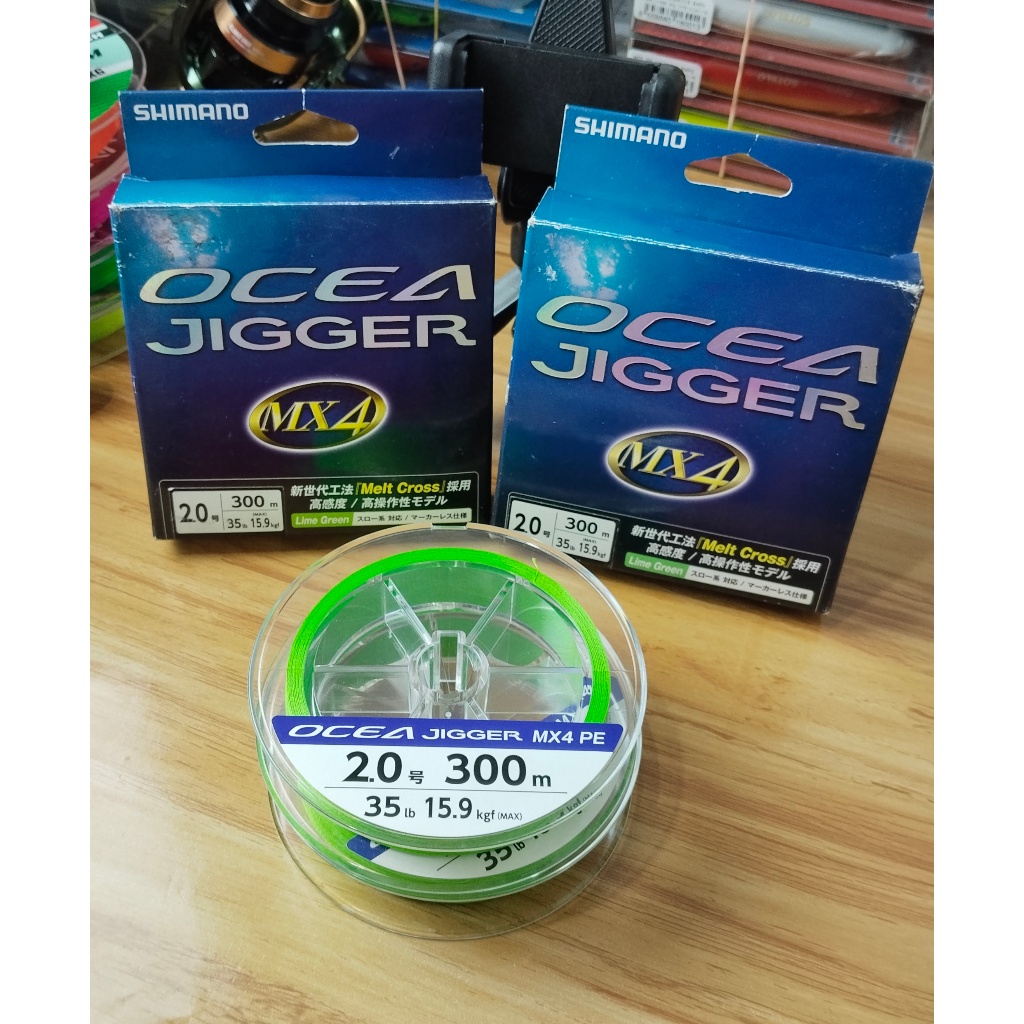 SHIMANO
OCEA
JIGGER
MX4
2.0号
300m
(MAX)
35lb 15.9kgf
新世代工法『Melt Cross』採用
高感度 / 高操作性モデル
Lime Green
スロー系 対応 / マーカーレス仕様
SHIMANO
OCEA
JIGGER
MX4
2.0号
300m
(MAX)
35lb 15.9kgf
新世代工法『Melt Cross』採用
高感度 / 高操作性モデル
Lime Green
スロー系 対応 / マーカーレス仕様
OCEA JIGGER MX4 PE
2.0号 300m
35lb 15.9kgf(MAX)
35lb